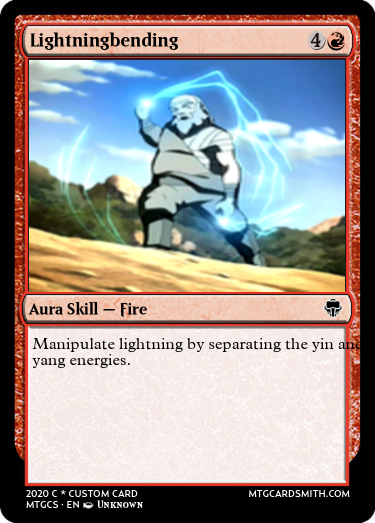 Lightningbending 4
Aura Skill — Fire
Manipulate lightning by separating the yin and
yang energies.
2020 C * CUSTOM CARD MTGCARDSMITH.COM
MTGCS · EN UNKNOWN